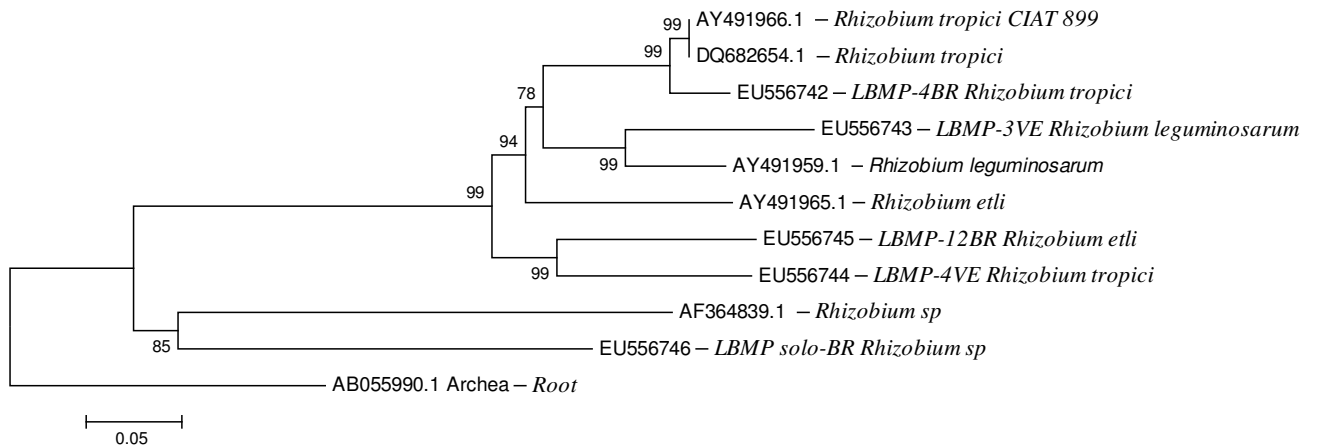 99 AY491966.1 – Rhizobium tropici CIAT 899
99 DQ682654.1 – Rhizobium tropici
78 EU556742 – LBMP-4BR Rhizobium tropici
EU556743 – LBMP-3VE Rhizobium leguminosarum
94
99 AY491959.1 – Rhizobium leguminosarum
99 AY491965.1 – Rhizobium etli
EU556745 – LBMP-12BR Rhizobium etli
99 EU556744 – LBMP-4VE Rhizobium tropici
AF364839.1 – Rhizobium sp
85 EU556746 – LBMP solo-BR Rhizobium sp
AB055990.1 Archea – Root
0.05